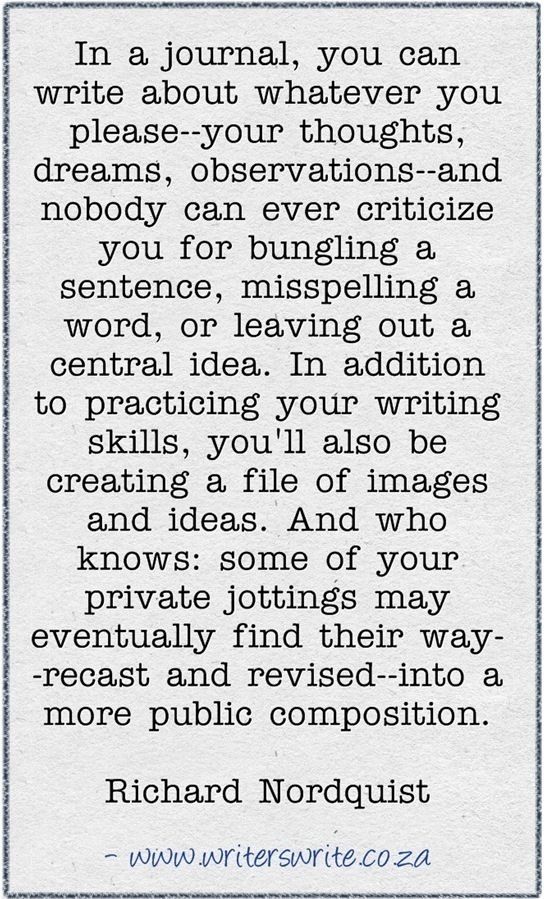 In a journal, you can
write about whatever you
please--your thoughts,
dreams, observations--and
nobody can ever criticize
you for bungling a
sentence, misspelling a
word, or leaving out a
central idea. In addition
to practicing your writing
skills, you'll also be
creating a file of images
and ideas. And who
knows: some of your
private jottings may
eventually find their way-
-recast and revised--into a
more public composition.
Richard Nordquist
- www.writerswrite.co.za